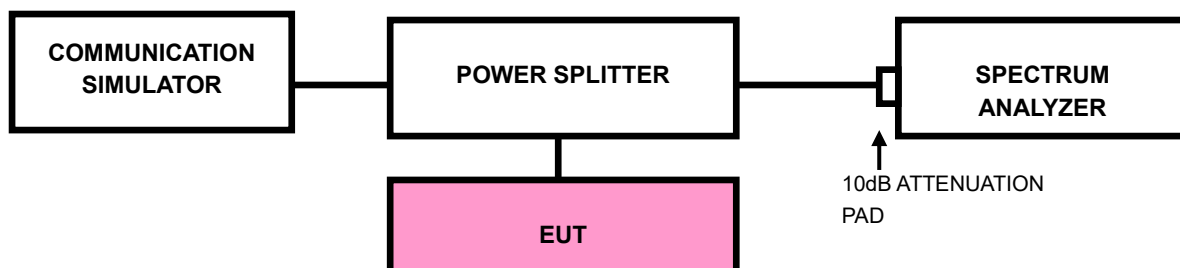 COMMUNICATION
SIMULATOR
POWER SPLITTER
SPECTRUM
ANALYZER
10dB ATTENUATION
PAD
EUT